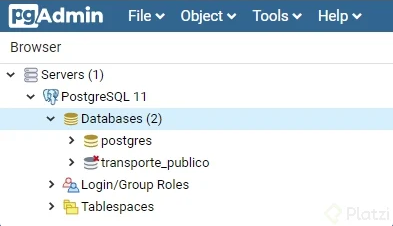 pgAdmin File Object Tools Help
Browser
Servers (1)
PostgreSQL 11
Databases (2)
postgres
transporte_publico
Login/Group Roles
Tablespaces
Platzi